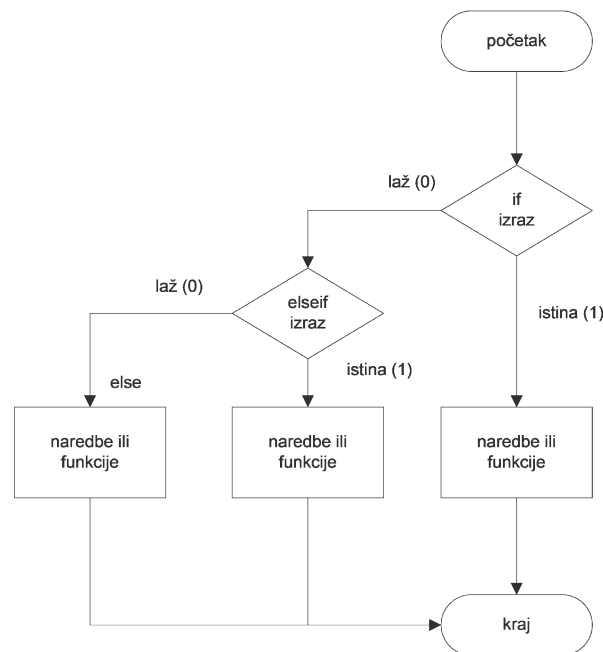 početak
laž (0)
if
izraz
laž (0)
elseif
izraz
istina (1)
istina (1)
else
naredbe ili
funkcije
naredbe ili
funkcije
naredbe ili
funkcije
kraj